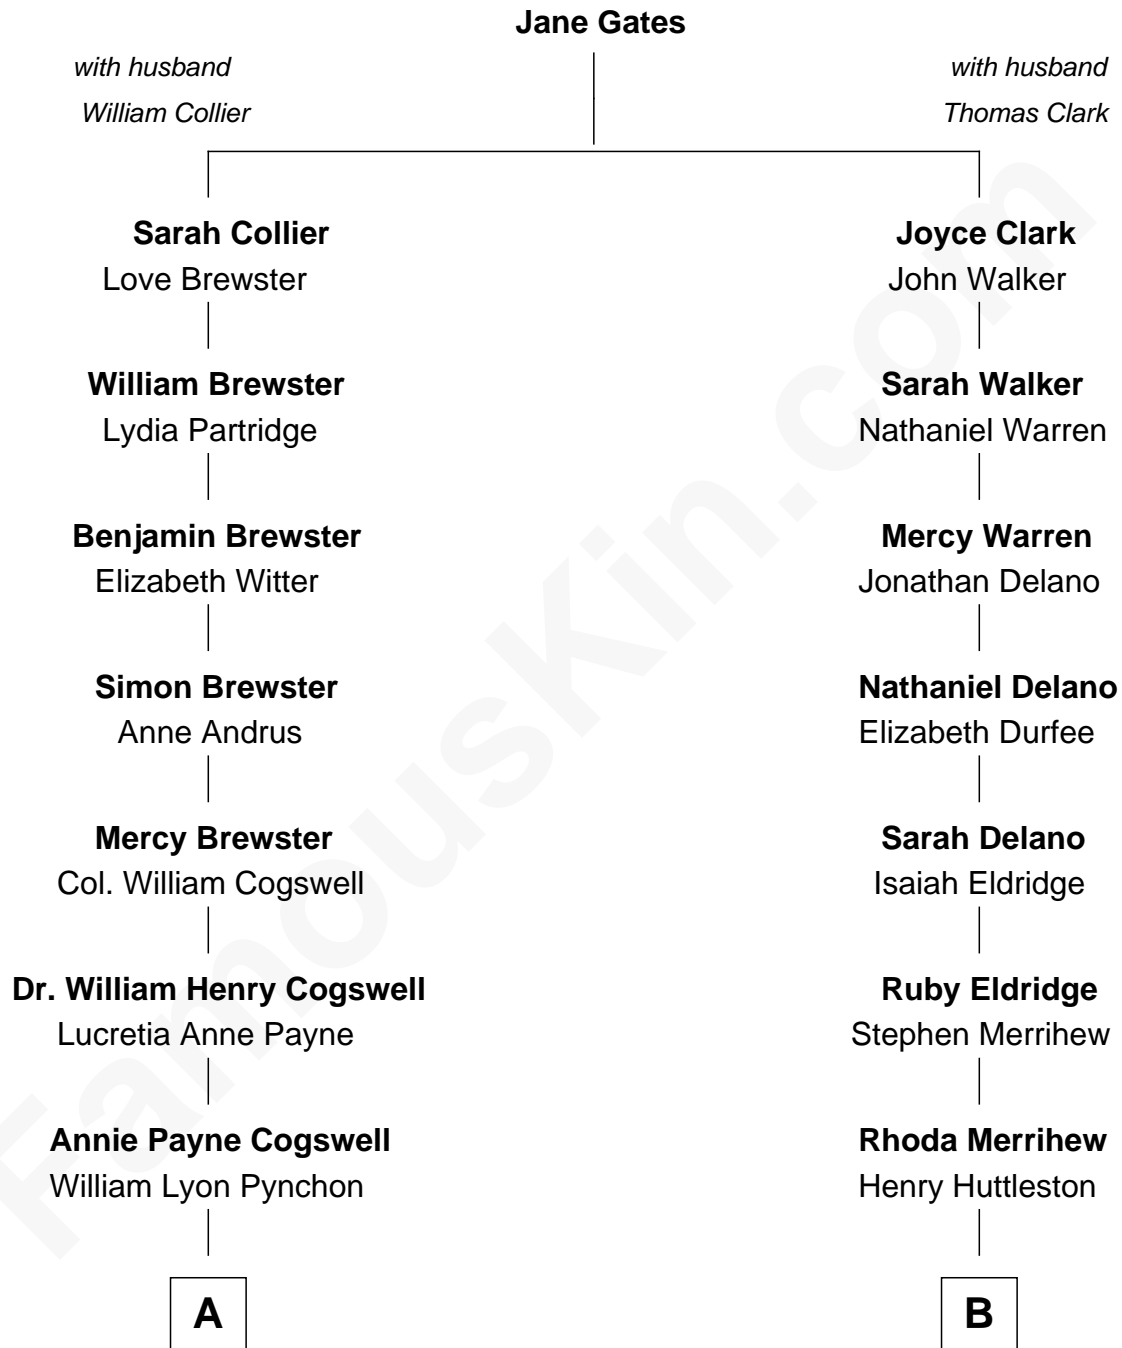 Jane Gates
with husband
William Collier
with husband
Thomas Clark
Sarah Collier
Love Brewster
Joyce Clark
John Walker
William Brewster
Lydia Partridge
Sarah Walker
Nathaniel Warren
Benjamin Brewster
Elizabeth Witter
Mercy Warren
Jonathan Delano
Simon Brewster
Anne Andrus
Nathaniel Delano
Elizabeth Durfee
Mercy Brewster
Col. William Cogswell
Sarah Delano
Isaiah Eldridge
Dr. William Henry Cogswell
Lucretia Anne Payne
Ruby Eldridge
Stephen Merrihew
Annie Payne Cogswell
William Lyon Pynchon
Rhoda Merrihew
Henry Huttleston
A
B
FamousKin.com